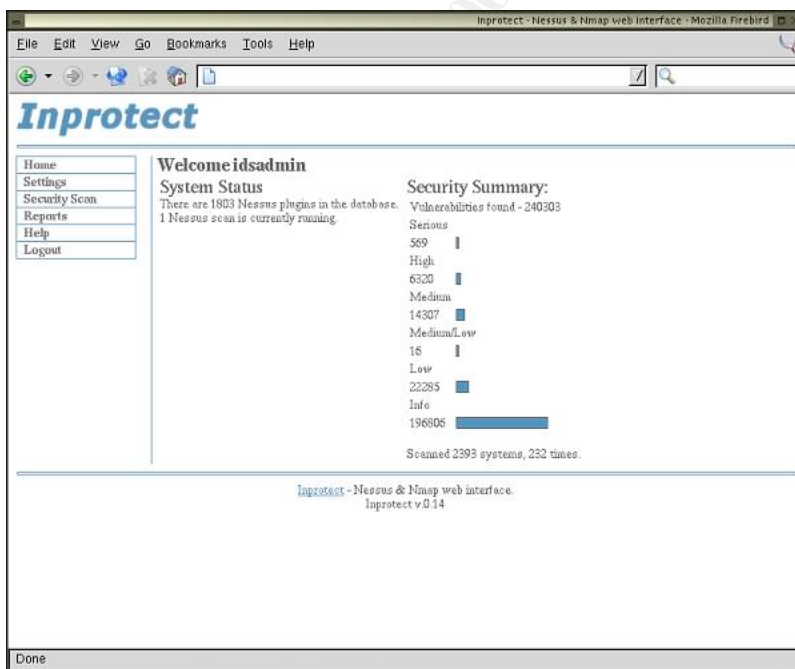 Inprotect - Nessus & Nmap web interface - Mozilla Firebird
File Edit View Go Bookmarks Tools Help
Inprotect
Home
Settings
Security Scan
Reports
Help
Logout
Welcome idsadmin
System Status
There are 1803 Nessus plugins in the database.
1 Nessus scan is currently running.
Security Summary:
Vulnerabilities found - 240303
Serious
569
High
6320
Medium
14307
Medium/Low
16
Low
22285
Info
196806
Scanned 2393 systems, 232 times.
Inprotect - Nessus & Nmap web interface.
Inprotect v.0.14
Done